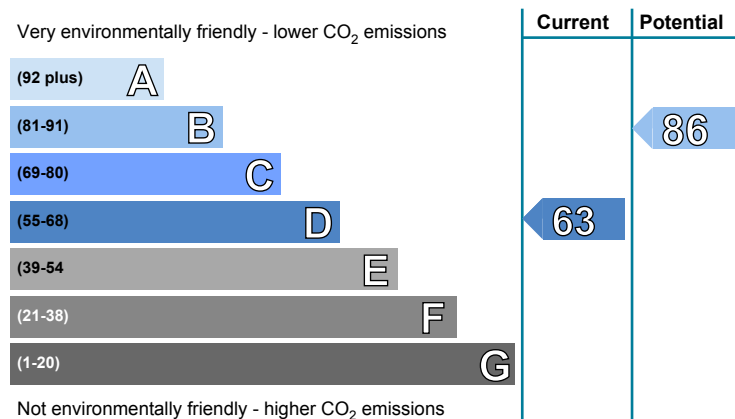 Very environmentally friendly - lower CO₂ emissions
Current
Potential
(92 plus) A
(81-91) B
86
(69-80) C
(55-68) D
63
(39-54 E
(21-38) F
(1-20) G
Not environmentally friendly - higher CO₂ emissions